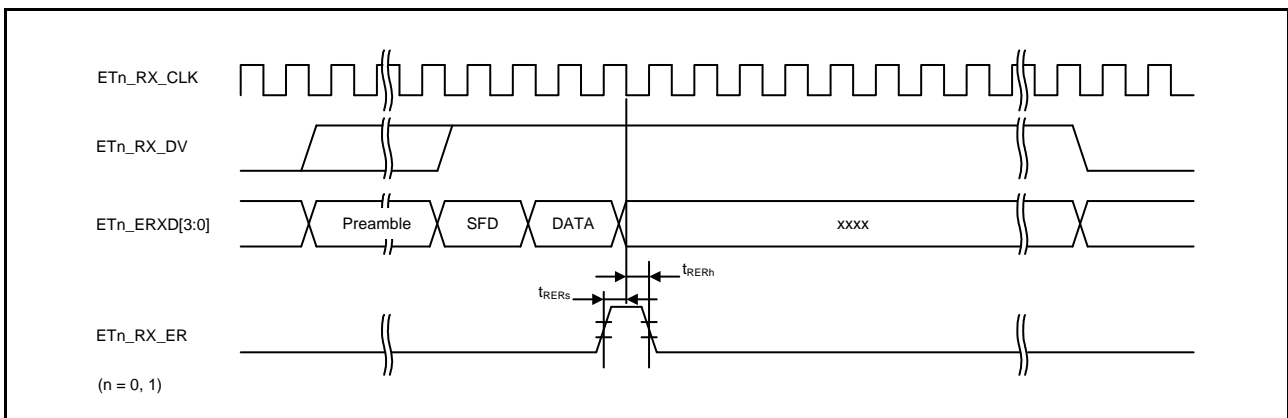 ETn_RX_CLK
ETn_RX_DV
ETn_ERXD[3:0]
Preamble
SFD
DATA
xxxx
tRERh
tRERs
ETn_RX_ER
(n = 0, 1)